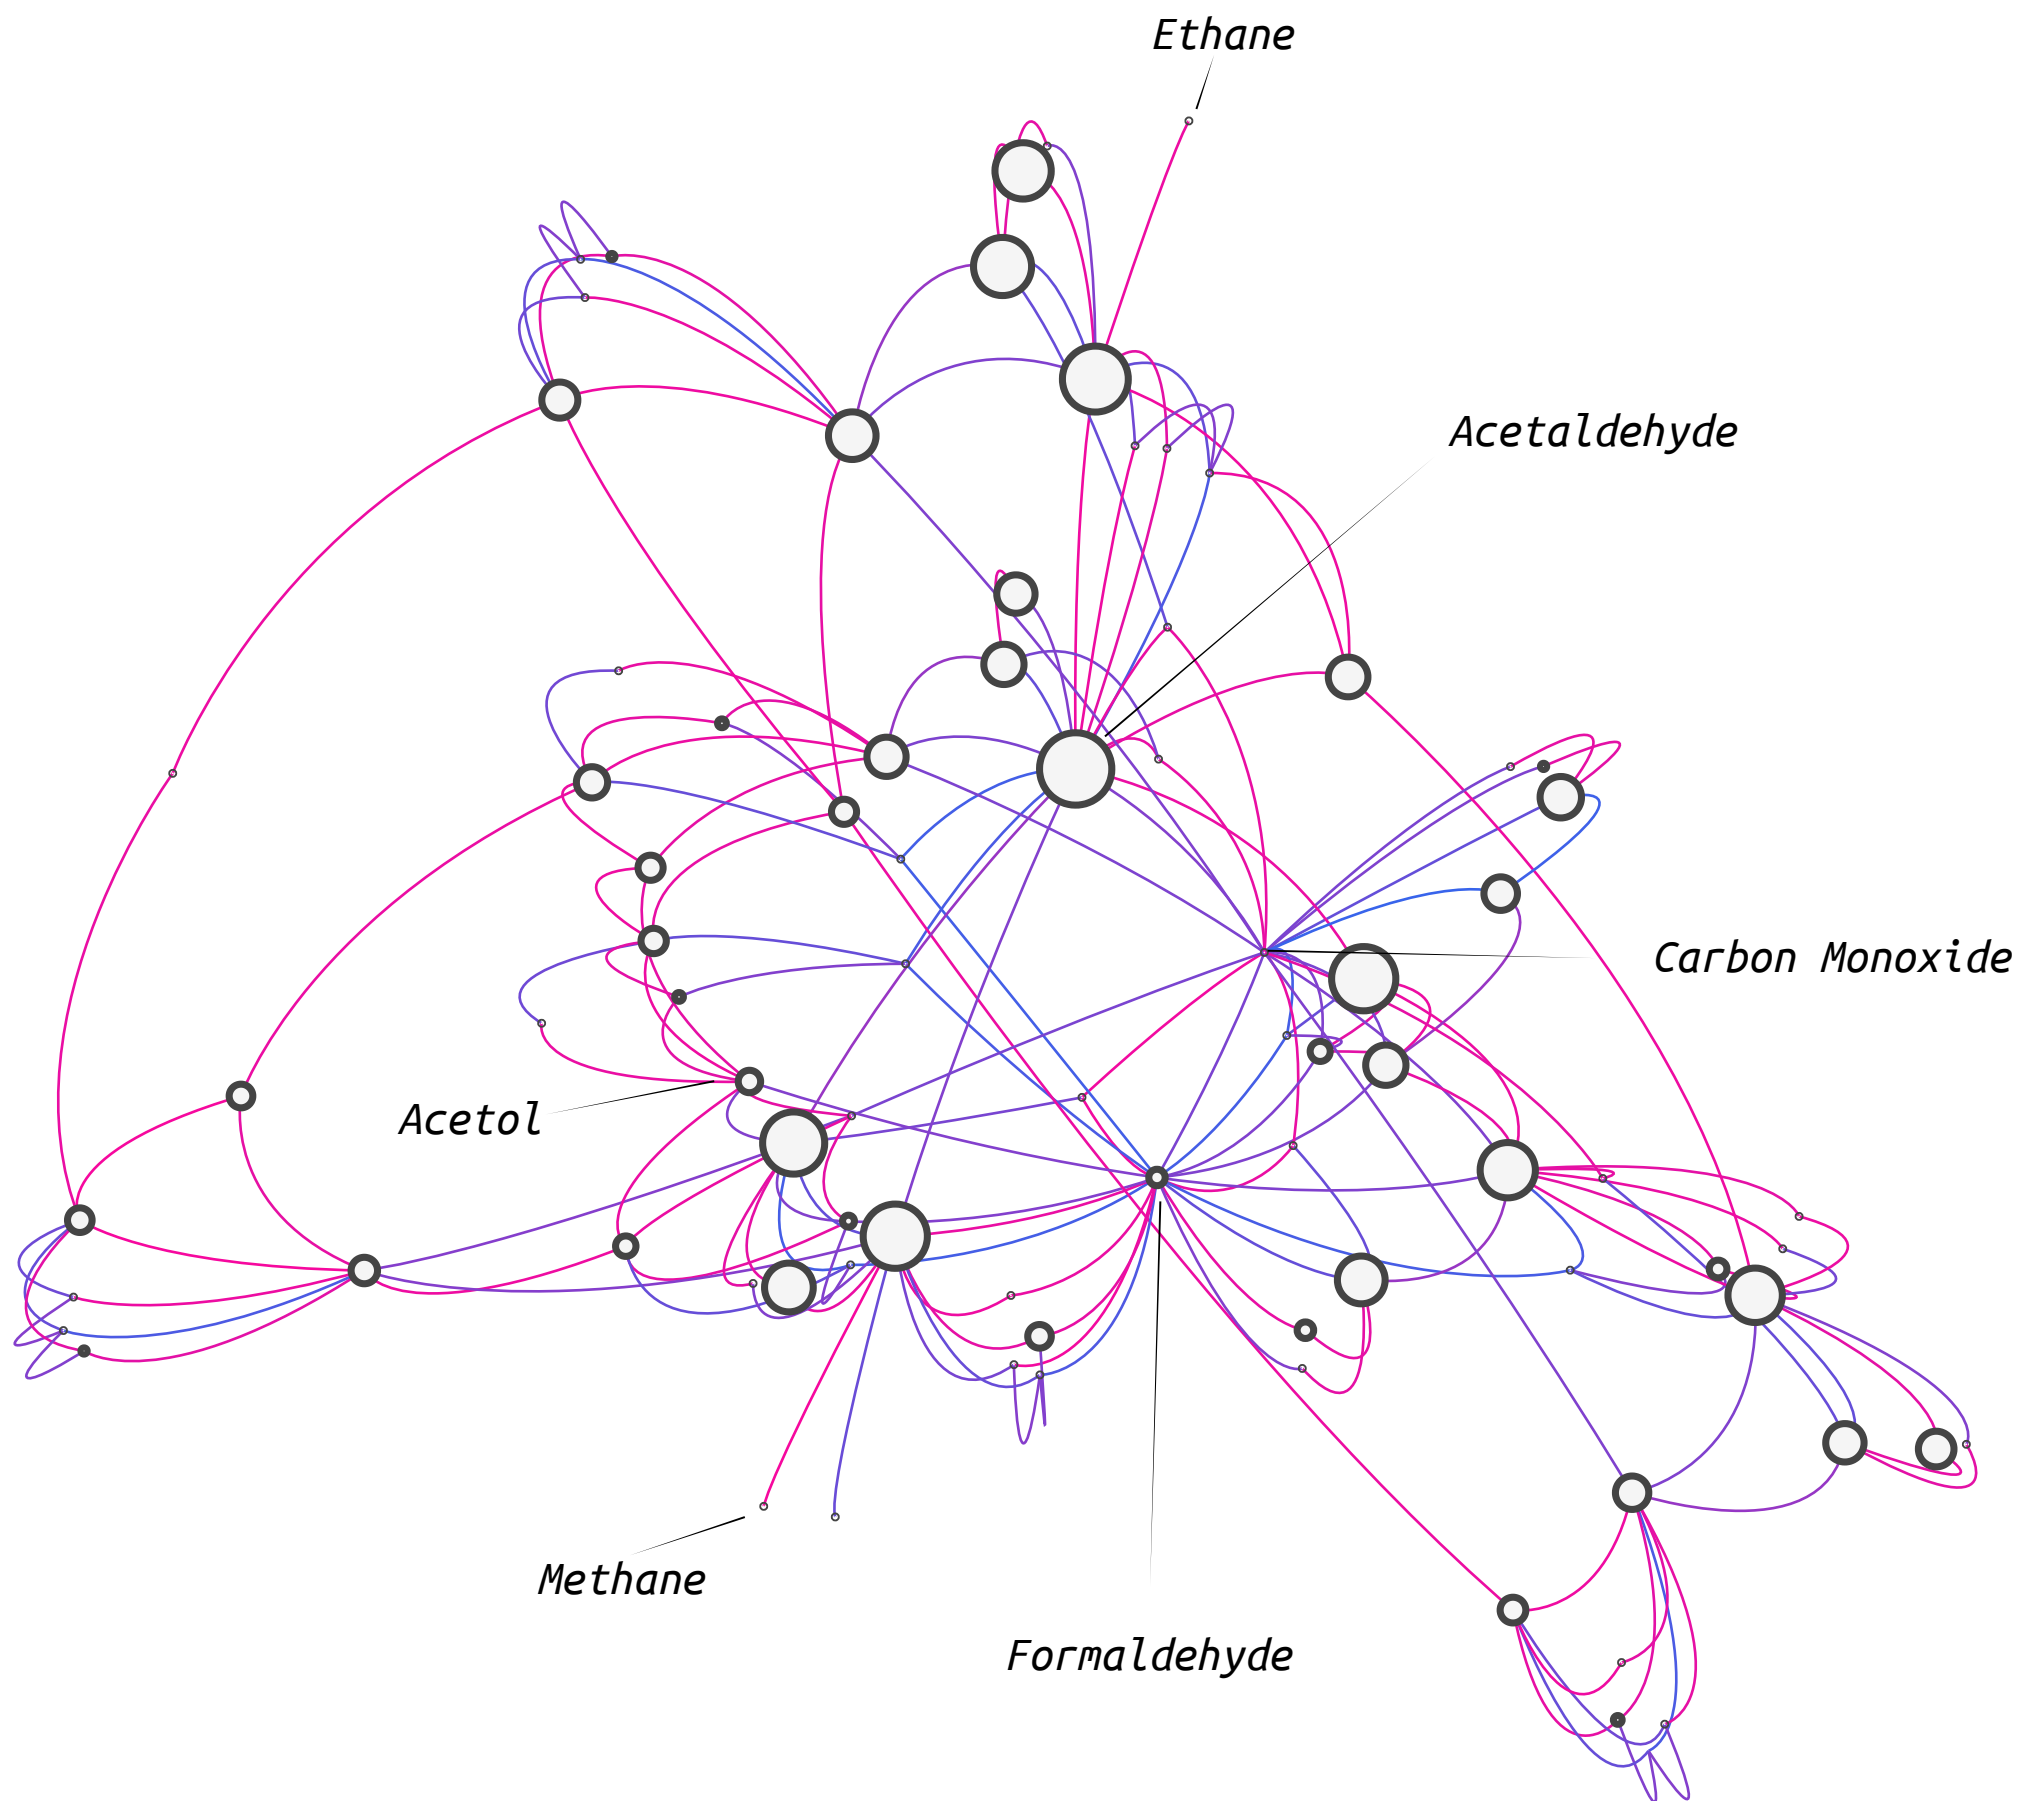 Ethane
Acetaldehyde
Carbon Monoxide
Acetol
Methane
Formaldehyde